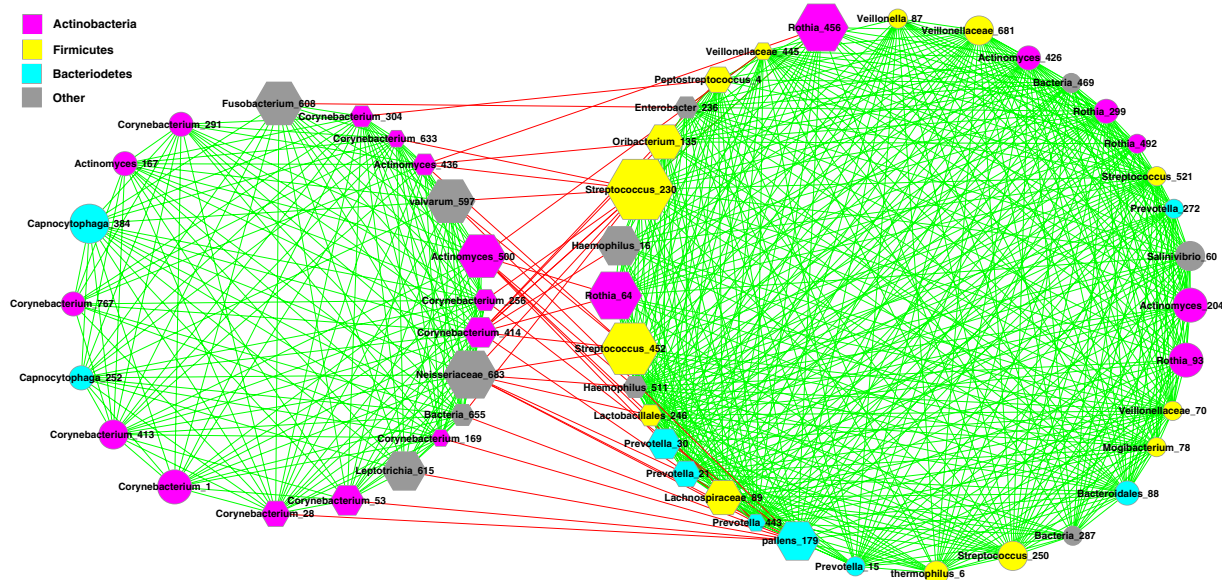 Actinobacteria
Firmicutes
Bacteriodetes
Other
Fusobacterium_608
Corynebacterium_304
Corynebacterium_291
Corynebacterium_633
Actinomyces_167
Actinomyces_436
valvarum_597
Capnocytophaga_384
Actinomyces_500
Corynebacterium_767
Corynebacterium_256
Corynebacterium_414
Capnocytophaga_252
Neisseriaceae_683
Bacteria_655
Corynebacterium_413
Corynebacterium_169
Leptotrichia_615
Corynebacterium_1
Corynebacterium_53
Corynebacterium_28
Rothia_456
Veillonella_87
Veillonellaceae_681
Veillonellaceae_445
Actinomyces_426
Peptostreptococcus_4
Bacteria_469
Enterobacter_236
Rothia_299
Oribacterium_135
Rothia_492
Streptococcus_521
Streptococcus_230
Prevotella_272
Haemophilus_16
Salinivibrio_60
Rothia_64
Actinomyces_204
Streptococcus_452
Rothia_93
Haemophilus_511
Lactobacillales_246
Veillonellaceae_70
Prevotella_30
Mogibacterium_78
Prevotella_21
Lachnospiraceae_89
Bacteroidales_88
Prevotella_443
pallens_179
Bacteria_287
Streptococcus_250
Prevotella_15
thermophilus_6